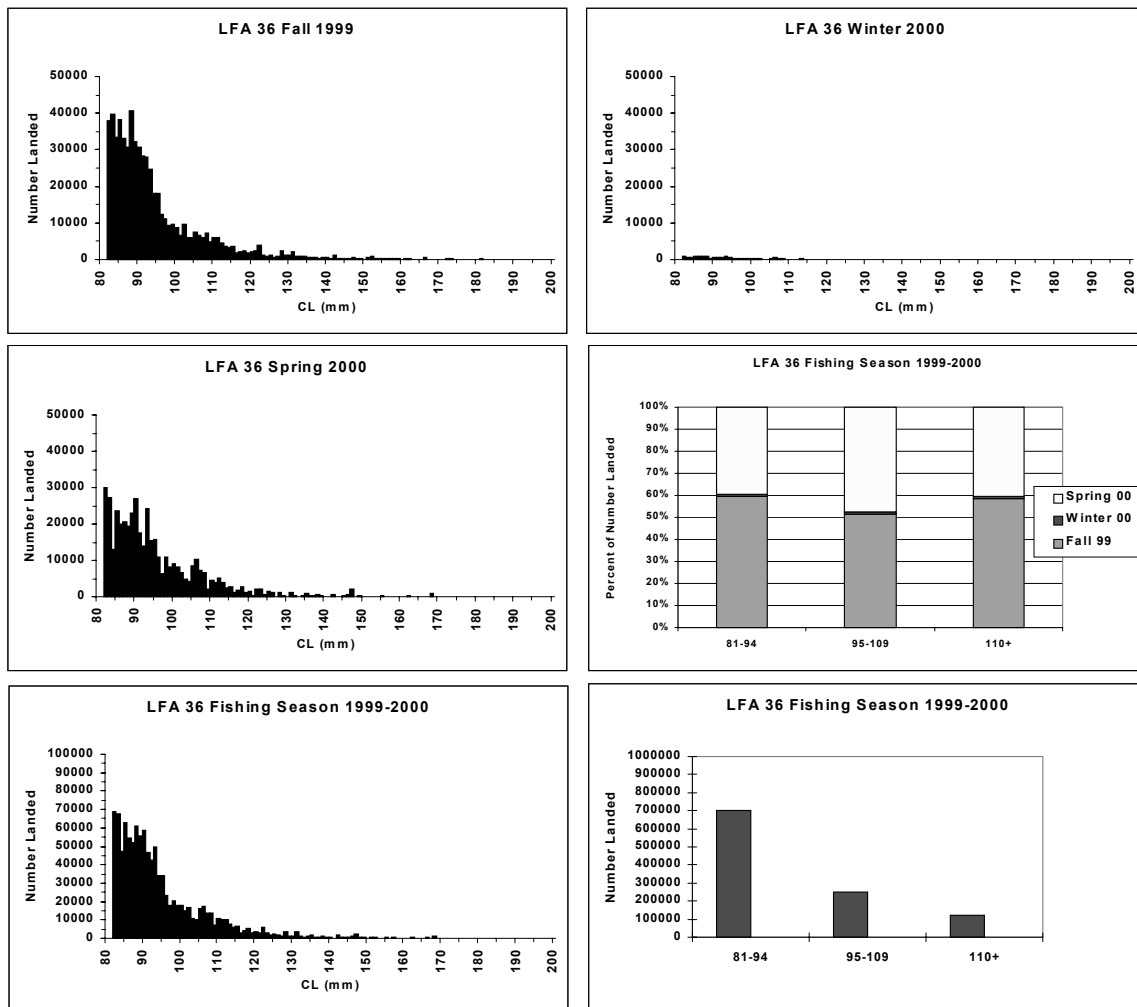 LFA 36 Fall 1999
50000
40000
30000
20000
10000
0
Number Landed
80 90 100 110 120 130 140 150 160 170 180 190 200
CL (mm)
LFA 36 Winter 2000
50000
40000
30000
20000
10000
0
Number Landed
80 90 100 110 120 130 140 150 160 170 180 190 200
CL (mm)
LFA 36 Spring 2000
50000
40000
30000
20000
10000
0
Number Landed
80 90 100 110 120 130 140 150 160 170 180 190 200
CL (mm)
LFA 36 Fishing Season 1999-2000
100%
90%
80%
70%
60%
50%
40%
30%
20%
10%
0%
Percent of Number Landed
81-94 95-109 110+
Spring 00
Winter 00
Fall 99
LFA 36 Fishing Season 1999-2000
100000
90000
80000
70000
60000
50000
40000
30000
20000
10000
0
Number Landed
80 90 100 110 120 130 140 150 160 170 180 190 200
CL (mm)
LFA 36 Fishing Season 1999-2000
1000000
900000
800000
700000
600000
500000
400000
300000
200000
100000
0
Number Landed
81-94 95-109 110+